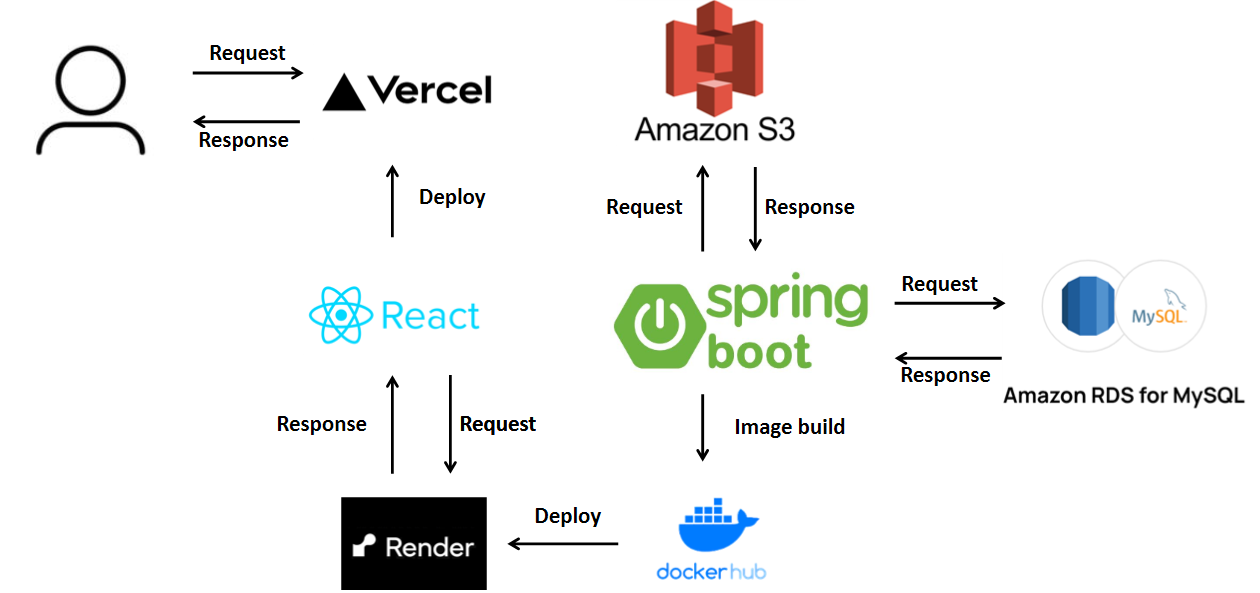 Request
Vercel
Response
Amazon S3
Deploy
Request
Response
React
spring
boot
Request
MySQL
Response
Amazon RDS for MySQL
Response
Request
Image build
Render
Deploy
docker hub